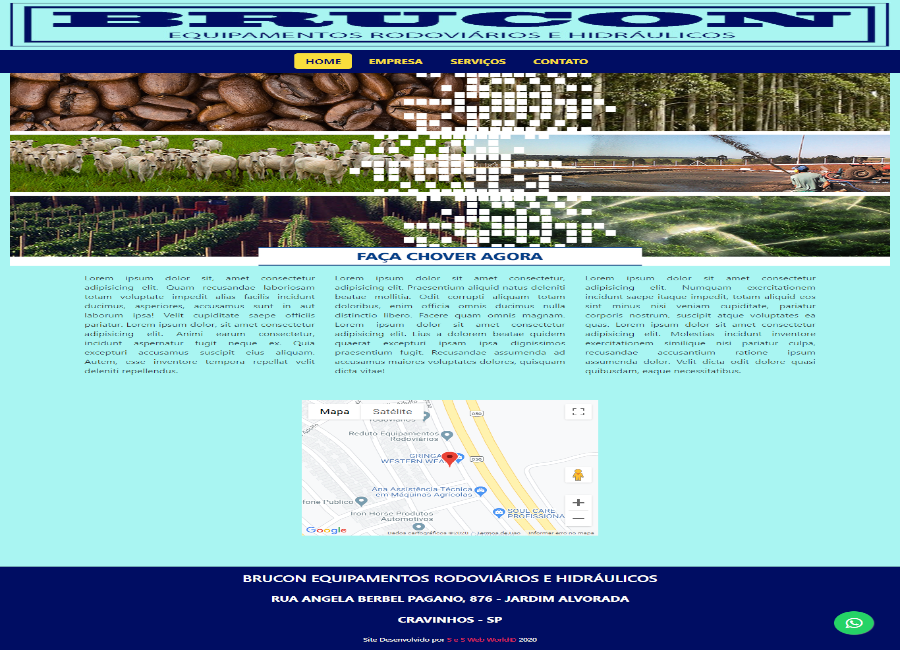 BRUCON
EQUIPAMENTOS RODOVIÁRIOS E HIDRÁULICOS
HOME EMPRESA SERVIÇOS CONTATO
FAÇA CHOVER AGORA
Lorem ipsum dolor sit, amet consectetur
adipisicing elit. Quam recusandae laboriosam
totam voluptate impedit alias facilis incidunt
ducimus, asperiores, accusamus sunt in aut
laborum ipsa! Velit cupiditate saepe officiis
pariatur. Lorem ipsum dolor, sit amet consectetur
adipisicing elit. Animi earum consectetur,
incidunt aspernatur fugit neque ex. Quia
excepturi accusamus suscipit eius aliquam.
Autem, esse inventore tempora repellat velit
deleniti repellendus.
Lorem ipsum dolor sit amet consectetur,
adipisicing elit. Praesentium aliquid natus deleniti
beatae mollitia. Odit corrupti aliquam totam
doloribus, enim officia omnis ducimus nulla
distinctio libero. Facere quam omnis magnam.
Lorem ipsum dolor sit amet consectetur
adipisicing elit. Eius a dolorem beatae quidem
quaerat excepturi ipsam ipsa dignissimos
praesentium fugit. Recusandae assumenda ad
accusamus maiores voluptates dolores, quisquam
dicta vitae!
Lorem ipsum dolor sit amet consectetur
adipisicing elit. Numquam exercitationem
incidunt saepe itaque impedit, totam aliquid eos
sint minus nisi veniam cupiditate, pariatur
corporis nostrum, suscipit atque voluptates ea
quas. Lorem ipsum dolor sit amet consectetur
adipisicing elit. Molestias incidunt inventore
exercitationem similique nisi pariatur culpa,
recusandae accusantium ratione ipsum
assumenda dolor. Velit dicta odit dolore quasi
quibusdam, eaque necessitatibus.
Mapa Satélite
050
Reduto Equipamentos
Rodoviários
GRINGA
WESTERN WEA
050
Ana Assistência Técnica
em Máquinas Agrícolas
fone Publico
Iron Horse Produtos
Automotivos
SOUL CARE
PROFISSIONA
Google
Dados cartográficos ©2020 Termos de Uso Informar erro no mapa
BRUCON EQUIPAMENTOS RODOVIÁRIOS E HIDRÁULICOS
RUA ANGELA BERBEL PAGANO, 876 - JARDIM ALVORADA
CRAVINHOS - SP
Site Desenvolvido por S e S Web World© 2020